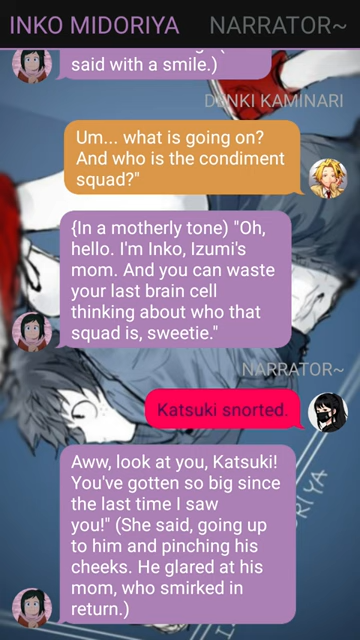 INKO MIDORIYA NARRATOR~
said with a smile.)
DENKI KAMINARI
Um... what is going on?
And who is the condiment
squad?"
{In a motherly tone) "Oh,
hello. I'm Inko, Izumi's
mom. And you can waste
your last brain cell
thinking about who that
squad is, sweetie."
NARRATOR~
Katsuki snorted.
Aww, look at you, Katsuki!
You've gotten so big since
the last time I saw
you!" (She said, going up
to him and pinching his
cheeks. He glared at his
mom, who smirked in
return.)